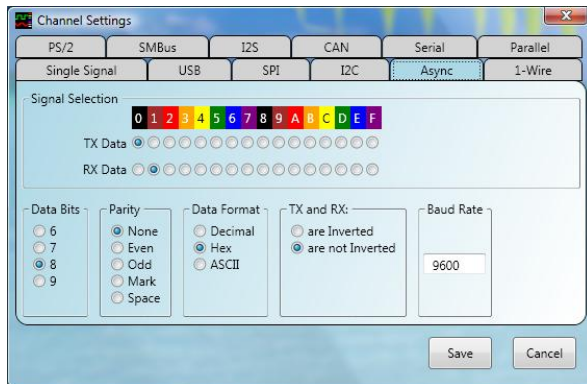 Channel Settings
PS/2 SMBus I2S CAN Serial Parallel
Single Signal USB SPI I2C Async 1-Wire
Signal Selection
0 1 2 3 4 5 6 7 8 9 A B C D E F
TX Data
RX Data
Data Bits
6
7
8
9
Parity
None
Even
Odd
Mark
Space
Data Format
Decimal
Hex
ASCII
TX and RX:
are Inverted
are not Inverted
Baud Rate
9600
Save Cancel